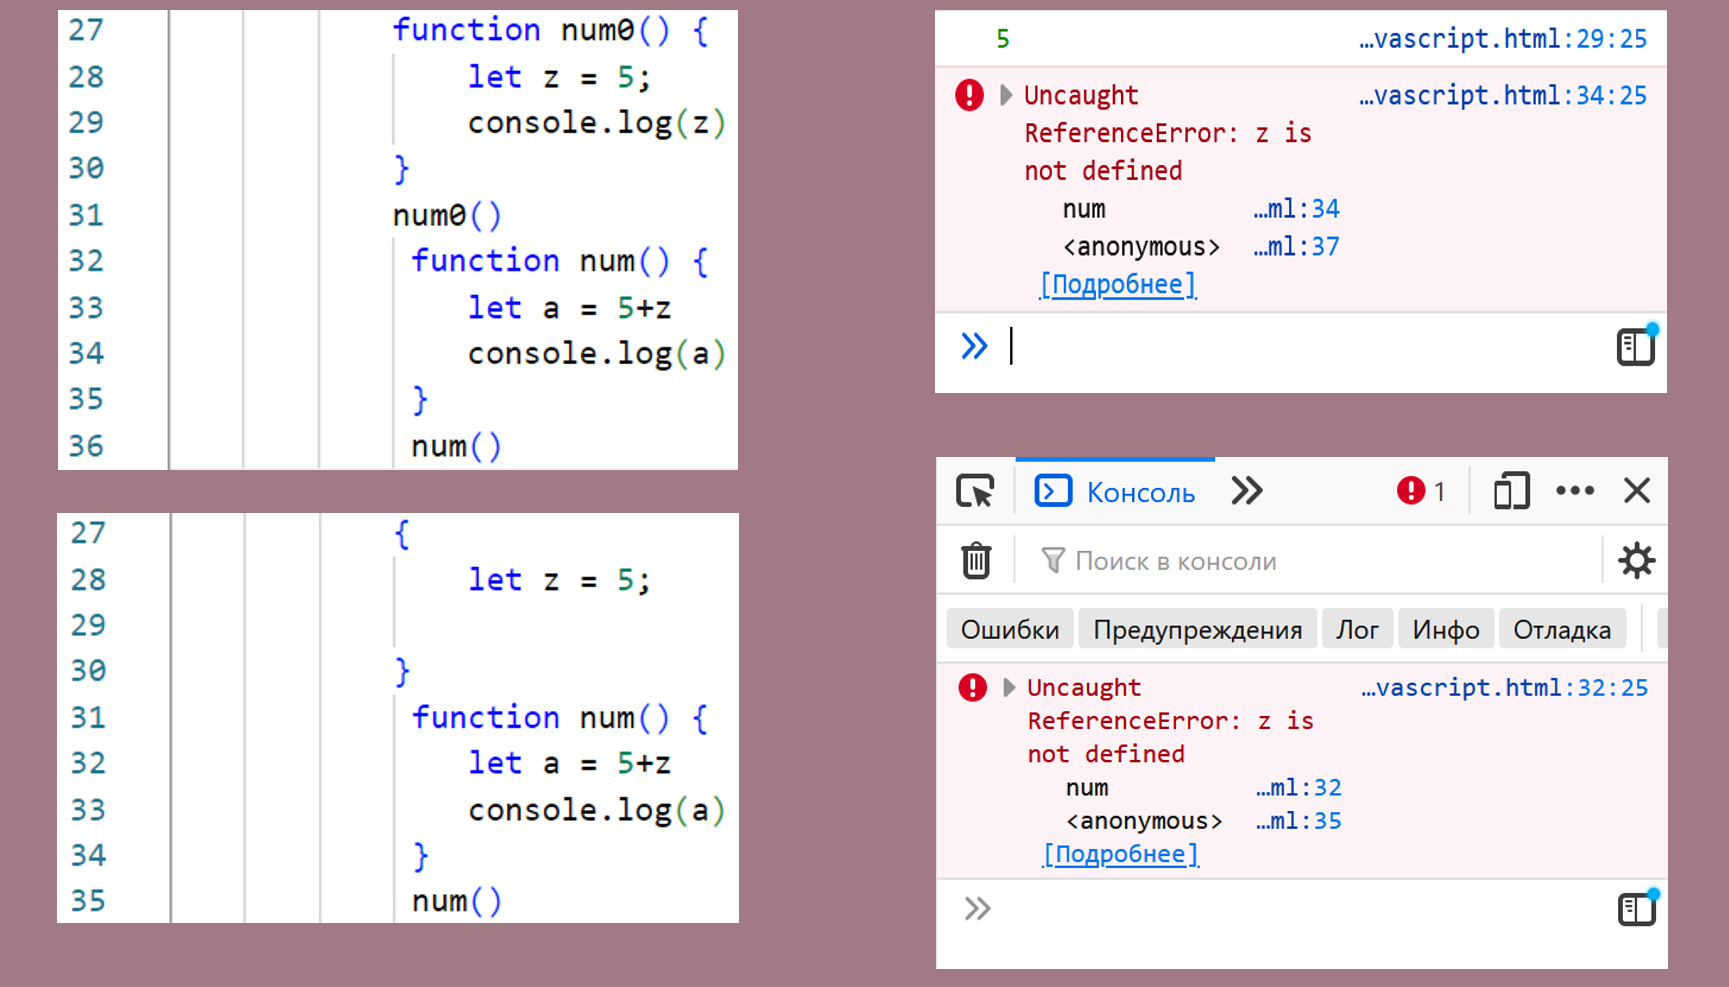 27 function num0() {
28 let z = 5;
29 console.log(z)
30 }
31 num0()
32 function num() {
33 let a = 5+z
34 console.log(a)
35 }
36 num()
5 …vascript.html:29:25
Uncaught …vascript.html:34:25
ReferenceError: z is
not defined
num …ml:34
<anonymous> …ml:37
[Подробнее]
27 {
28 let z = 5;
29
30 }
31 function num() {
32 let a = 5+z
33 console.log(a)
34 }
35 num()
Консоль 1
Поиск в консоли
Ошибки Предупреждения Лог Инфо Отладка
Uncaught …vascript.html:32:25
ReferenceError: z is
not defined
num …ml:32
<anonymous> …ml:35
[Подробнее]